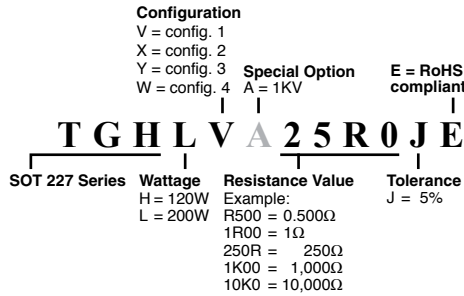 Configuration
V = config. 1
X = config. 2
Y = config. 3
W = config. 4
Special Option
A = 1KV
E = RoHS
compliant
T G H L V A 2 5 R 0 J E
SOT 227 Series
Wattage
H = 120W
L = 200W
Resistance Value
Example:
R500 = 0.500Ω
1R00 = 1Ω
250R = 250Ω
1K00 = 1,000Ω
10K0 = 10,000Ω
Tolerance
J = 5%